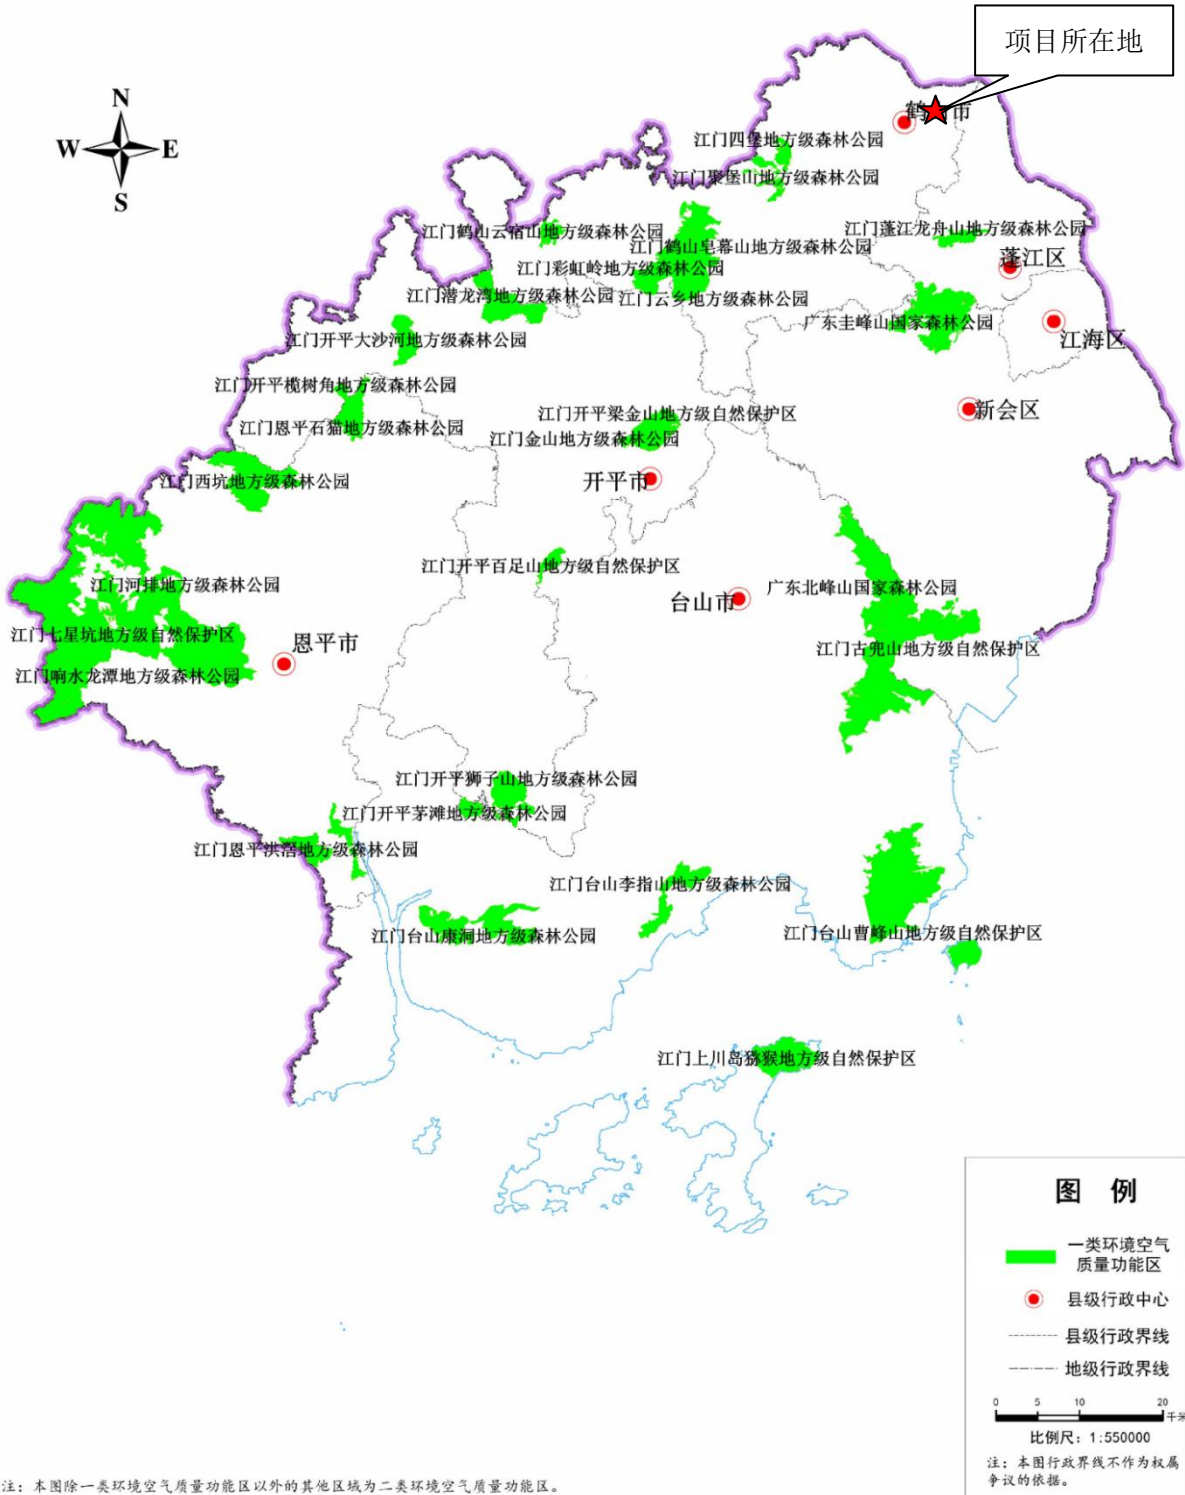 项目所在地
N
W
E
S
鹤山市
江门四堡地方级森林公园
江门聚堡山地方级森林公园
江门鹤山云宿山地方级森林公园
江门蓬江龙舟山地方级森林公园
江门鹤山皂幕山地方级森林公园
蓬江区
江门彩虹岭地方级森林公园
江门潜龙湾地方级森林公园
江门云乡地方级森林公园
广东圭峰山国家森林公园
江门开平大沙河地方级森林公园
江海区
江门开平榄树角地方级森林公园
江门开平梁金山地方级自然保护区
新会区
江门恩平石猫地方级森林公园
江门金山地方级森林公园
江门西坑地方级森林公园
开平市
江门开平百足山地方级自然保护区
江门河排地方级森林公园
广东北峰山国家森林公园
台山市
江门七星坑地方级自然保护区
恩平市
江门古兜山地方级自然保护区
江门响水龙潭地方级森林公园
江门开平狮子山地方级森林公园
江门开平茅滩地方级森林公园
江门恩平洪滘地方级森林公园
江门台山李指山地方级森林公园
江门台山康洞地方级森林公园
江门台山曹峰山地方级自然保护区
江门上川岛猕猴地方级自然保护区
图 例
一类环境空气
质量功能区
县级行政中心
县级行政界线
地级行政界线
0 5 10 20
千米
比例尺：1:550000
注：本图行政界线不作为权属
争议的依据。
注：本图除一类环境空气质量功能区以外的其他区域为二类环境空气质量功能区。